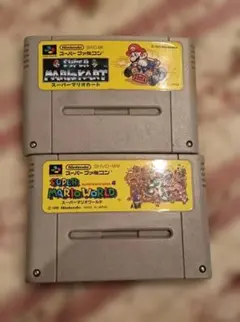 Nintendo
スーパーファミコン
SUPER
MARIO KART
スーパーマリオカート
Nintendo
スーパーファミコン
SUPER
MARIO WORLD
スーパーマリオワールド